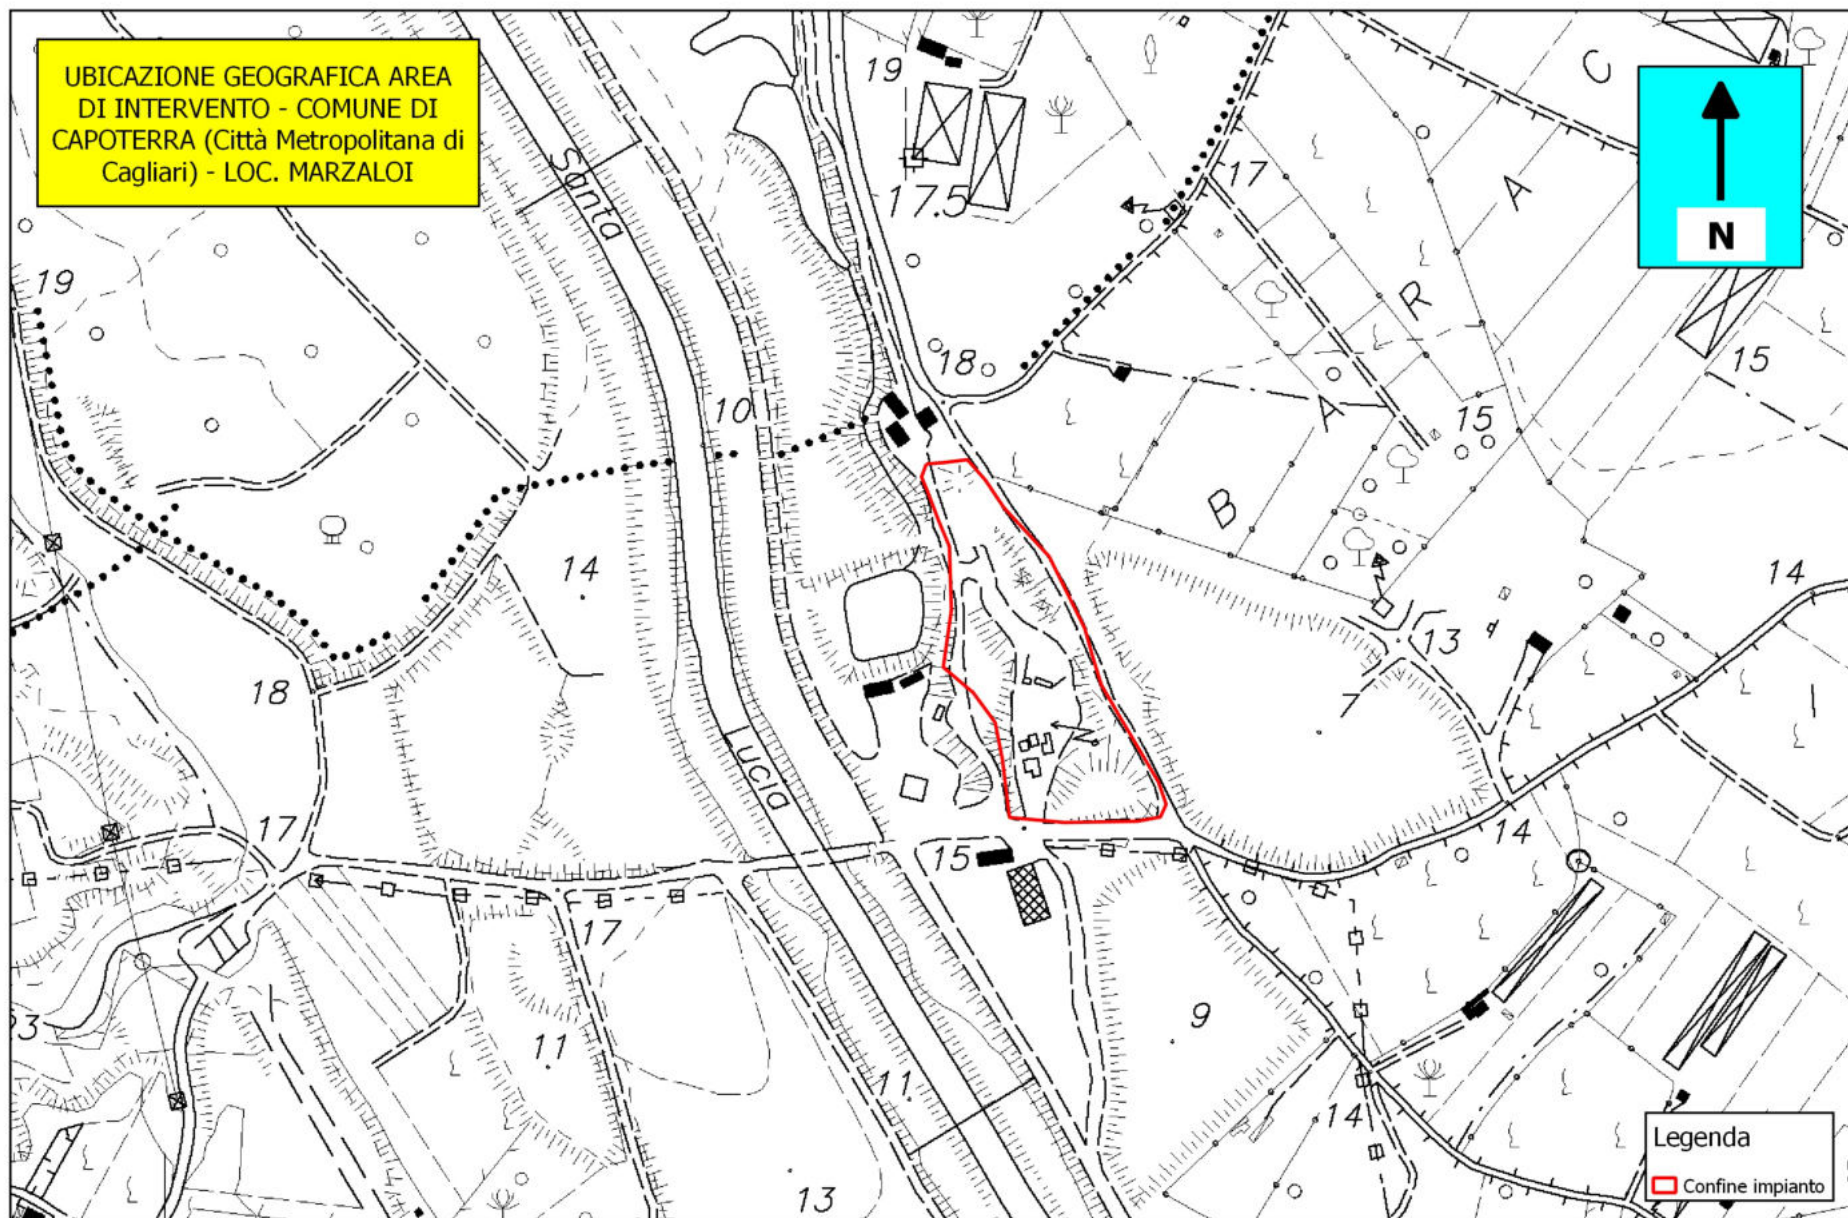 UBICAZIONE GEOGRAFICA AREA
DI INTERVENTO - COMUNE DI
CAPOTERRA (Città Metropolitana di
Cagliari) - LOC. MARZALOI
N
19
17.5
17
C
A
R
A
B
Santa
19
18
10
15
15
14
14
13
7
18
Lucia
17
15
14
17
9
11
11
14
13
Legenda
Confine impianto